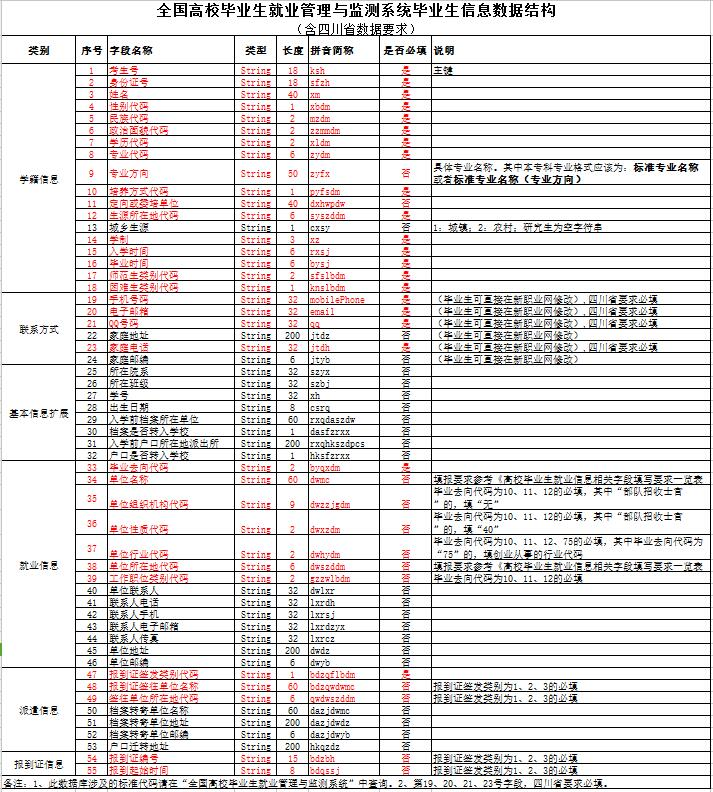 全国高校毕业生就业管理与监测系统毕业生信息数据结构
（含四川省数据要求）
类别 序号 字段名称 类型 长度 拼音简称 是否必填 说明
学籍信息
1 考生号 String 18 ksh 是 主键
2 身份证号 String 18 sfzh 是
3 姓名 String 40 xm 是
4 性别代码 String 1 xbdm 是
5 民族代码 String 2 mzdm 是
6 政治面貌代码 String 2 zzmmdm 是
7 学历代码 String 2 xldm 是
8 专业代码 String 6 zydm 是
9 专业方向 String 50 zyfx 否 具体专业名称。其中本专科专业格式应该为：标准专业名称
或者标准专业名称（专业方向）
10 培养方式代码 String 1 pyfsdm 是
11 定向或委培单位 String 40 dxhwpdw 否
12 生源所在地代码 String 6 syszddm 是
13 城乡生源 String 1 cxsy 否 1：城镇；2：农村；研究生为空字符串
14 学制 String 3 xz 是
15 入学时间 String 6 rxsj 是
16 毕业时间 String 6 bysj 是
17 师范生类别代码 String 2 sfslbdm 是
18 困难生类别代码 String 1 knslbdm 是
联系方式
19 手机号码 String 32 mobilePhone 是 （毕业生可直接在新职业网修改）,四川省要求必填
20 电子邮箱 String 32 email 是 （毕业生可直接在新职业网修改）,四川省要求必填
21 QQ号码 String 32 qq 是 （毕业生可直接在新职业网修改）,四川省要求必填
22 家庭地址 String 200 jtdz 否 （毕业生可直接在新职业网修改）
23 家庭电话 String 32 jtdh 是 （毕业生可直接在新职业网修改）,四川省要求必填
24 家庭邮编 String 6 jtyb 否 （毕业生可直接在新职业网修改）
基本信息扩展
25 所在院系 String 32 szyx 否
26 所在班级 String 32 szbj 否
27 学号 String 32 xh 否
28 出生日期 String 8 csrq 否
29 入学前档案所在单位 String 60 rxqdaszdw 否
30 档案是否转入学校 String 1 dasfzrxx 否
31 入学前户口所在地派出所 String 200 rxqhkszdpcs 否
32 户口是否转入学校 String 1 hksfzrxx 否
就业信息
33 毕业去向代码 String 2 byqxdm 是
34 单位名称 String 60 dwmc 否 填报要求参考《高校毕业生就业信息相关字段填写要求一览表
35 单位组织机构代码 String 9 dwzzjgdm 否 毕业去向代码为10、11、12的必填，其中“部队招收士官
”的，填“无”
36 单位性质代码 String 2 dwxzdm 否 毕业去向代码为10、11、12的必填，其中“部队招收士官
”的，填“40”
37 单位行业代码 String 2 dwhydm 否 毕业去向代码为10、11、12、75的必填，其中毕业去向代码为
“75”的，填创业从事的行业代码
38 单位所在地代码 String 6 dwszddm 否 填报要求参考《高校毕业生就业信息相关字段填写要求一览表
39 工作职位类别代码 String 2 gzzwlbdm 否 毕业去向代码为10、11、12的必填
40 单位联系人 String 32 dwlxr 否
41 联系人电话 String 32 lxrdh 否
42 联系人手机 String 32 lxrsj 否
43 联系人电子邮箱 String 32 lxrdzyx 否
44 联系人传真 String 32 lxrcz 否
45 单位地址 String 200 dwdz 否
46 单位邮编 String 6 dwyb 否
派遣信息
47 报到证签发类别代码 String 1 bdzqflbdm 是
48 报到证签往单位名称 String 60 bdzqwdwmc 否 报到证签发类别为1、2、3的必填
49 签往单位所在地代码 String 6 qwdwszddm 否 报到证签发类别为1、2、3的必填
50 档案转寄单位名称 String 60 dazjdwmc 否
51 档案转寄单位地址 String 200 dazjdwdz 否
52 档案转寄单位邮编 String 6 dazjdwyb 否
53 户口迁转地址 String 200 hkqzdz 否
报到证信息
54 报到证编号 String 15 bdzbh 否 报到证签发类别为1、2、3的必填
55 报到起始时间 String 8 bdqssj 否 报到证签发类别为1、2、3的必填
备注：1、此数据库涉及的标准代码请在“全国高校毕业生就业管理与监测系统”中查询。2、第19、20、21、23号字段，四川省要求必填。